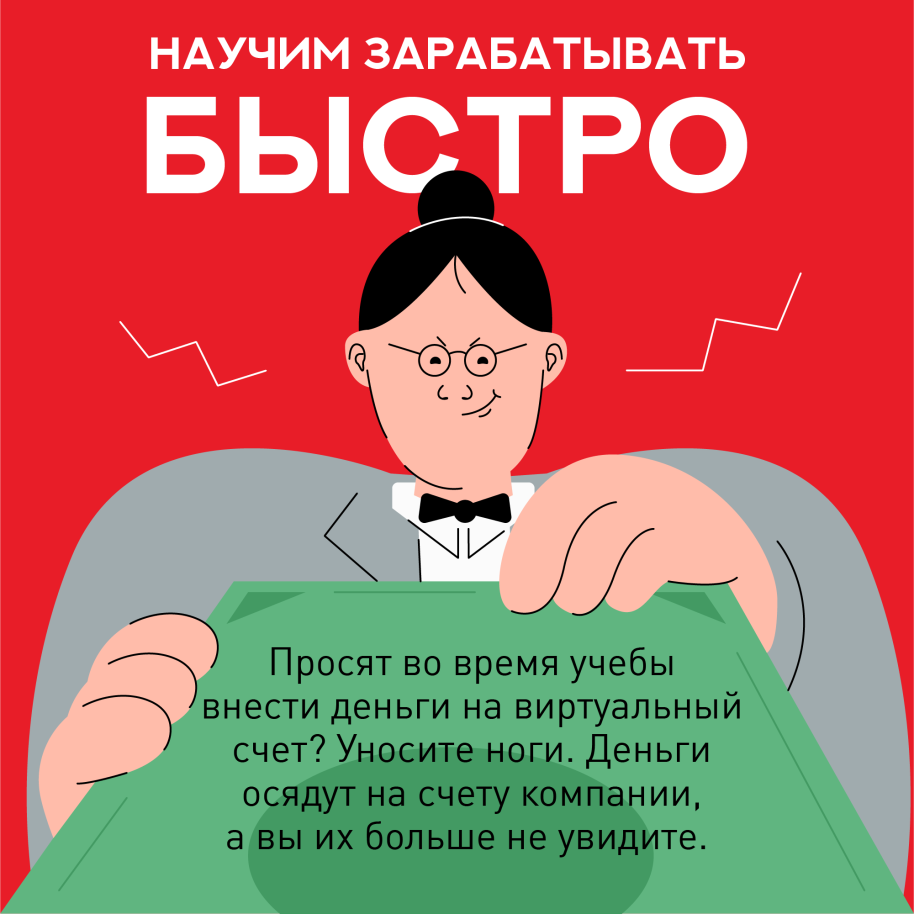 НАУЧИМ ЗАРАБАТЫВАТЬ
БЫСТРО
Просят во время учебы
внести деньги на виртуальный
счет? Уносите ноги. Деньги
осядут на счету компании,
а вы их больше не увидите.